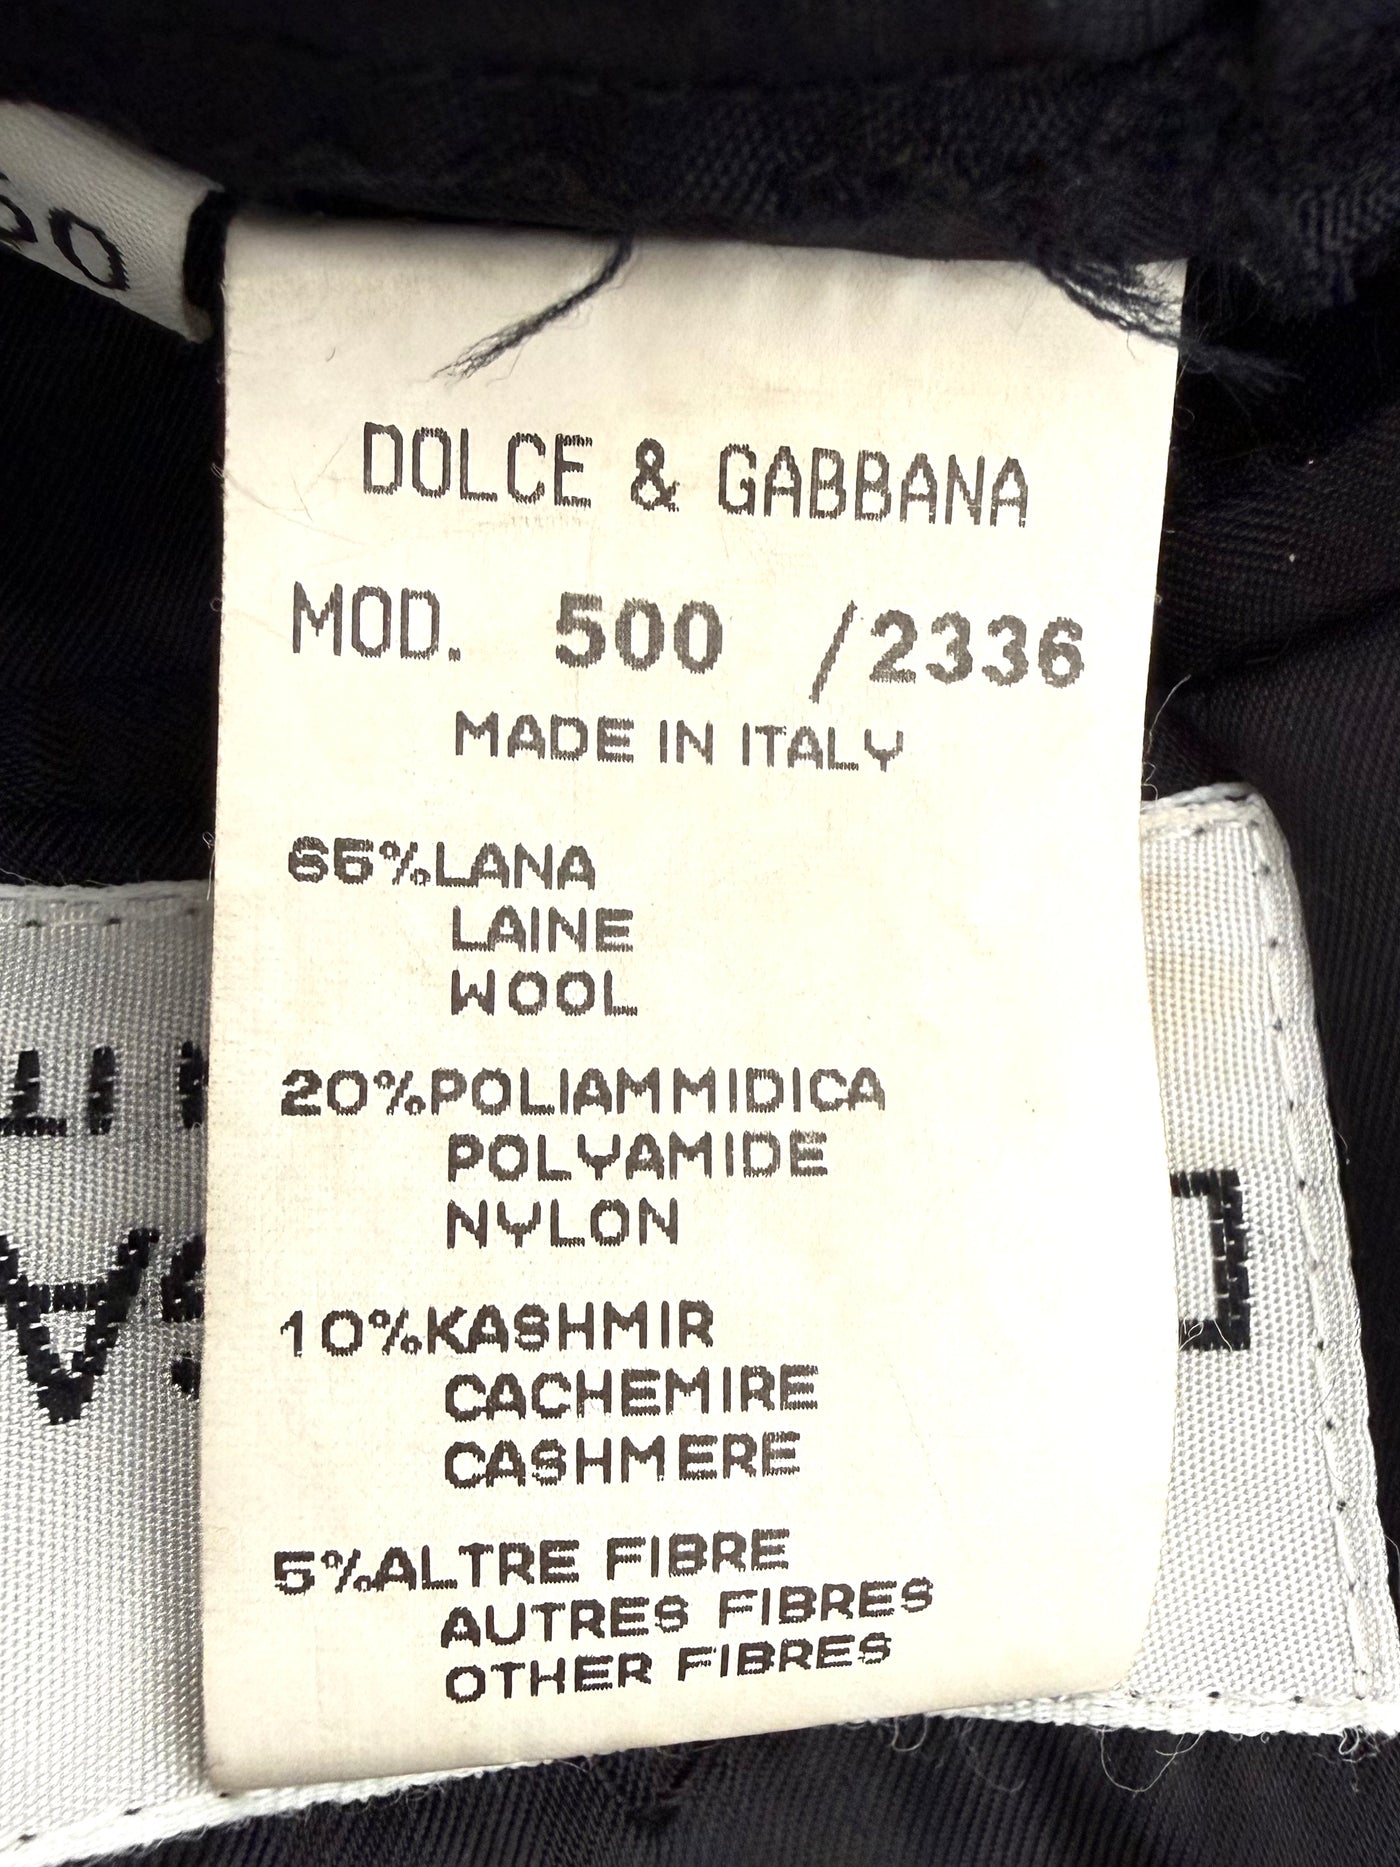 DOLCE & GABBANA
MOD. 500 /2336
MADE IN ITALY
65%LANA
LAINE
WOOL
20%POLIAMMIDICA
POLYAMIDE
NYLON
10%KASHMIR
CACHEMIRE
CASHMERE
5%ALTRE FIBRE
AUTRES FIBRES
OTHER FIBRES